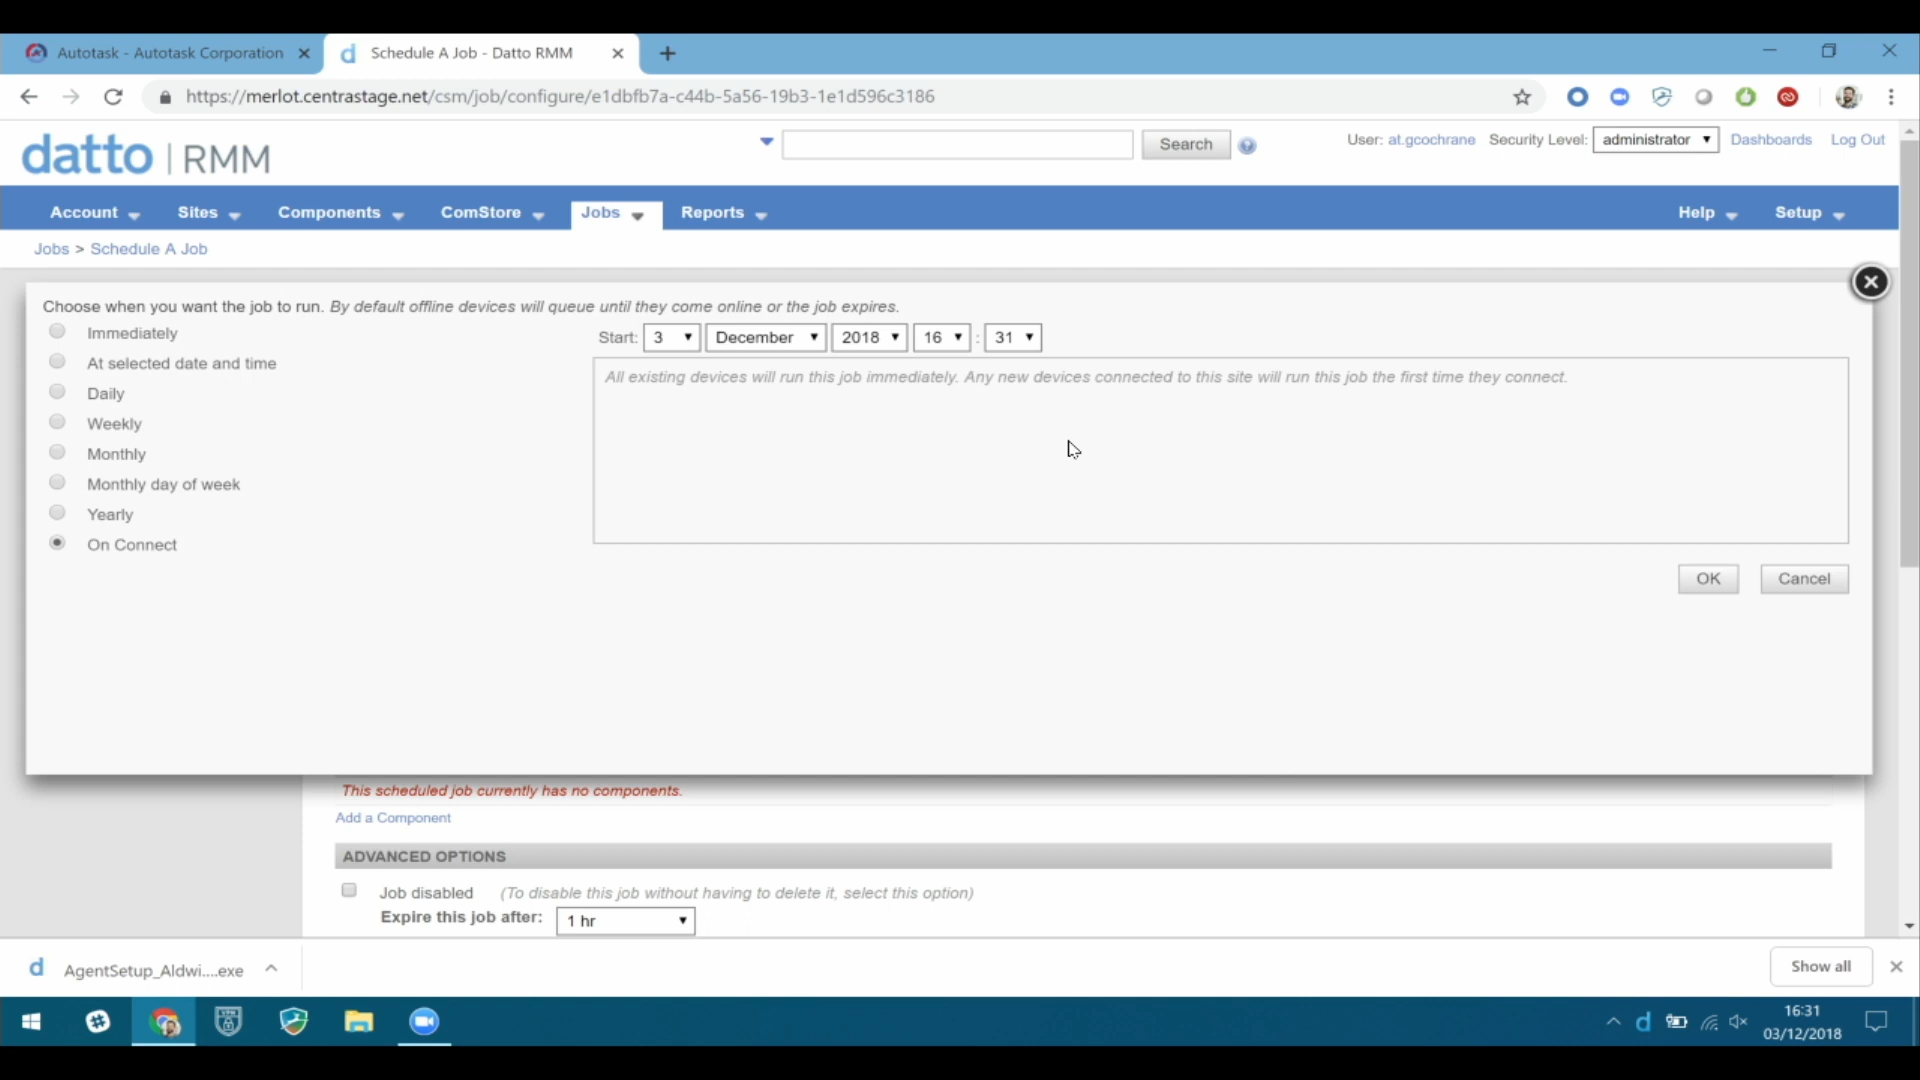 Autotask - Autotask Corporation
Schedule A Job - Datto RMM
https://merlot.centrastage.net/csm/job/configure/e1dbfb7a-c44b-5a56-19b3-1e1d596c3186
datto | RMM
Search
User: at.gcochrane Security Level: administrator Dashboards Log Out
Account Sites Components ComStore Jobs Reports Help Setup
Jobs > Schedule A Job
Choose when you want the job to run. By default offline devices will queue until they come online or the job expires.
Immediately
At selected date and time
Daily
Weekly
Monthly
Monthly day of week
Yearly
On Connect
Start: 3 December 2018 16 : 31
All existing devices will run this job immediately. Any new devices connected to this site will run this job the first time they connect.
OK Cancel
This scheduled job currently has no components.
Add a Component
ADVANCED OPTIONS
Job disabled (To disable this job without having to delete it, select this option)
Expire this job after: 1 hr
AgentSetup_Aldwi....exe
Show all
VPN
d
16:31
03/12/2018